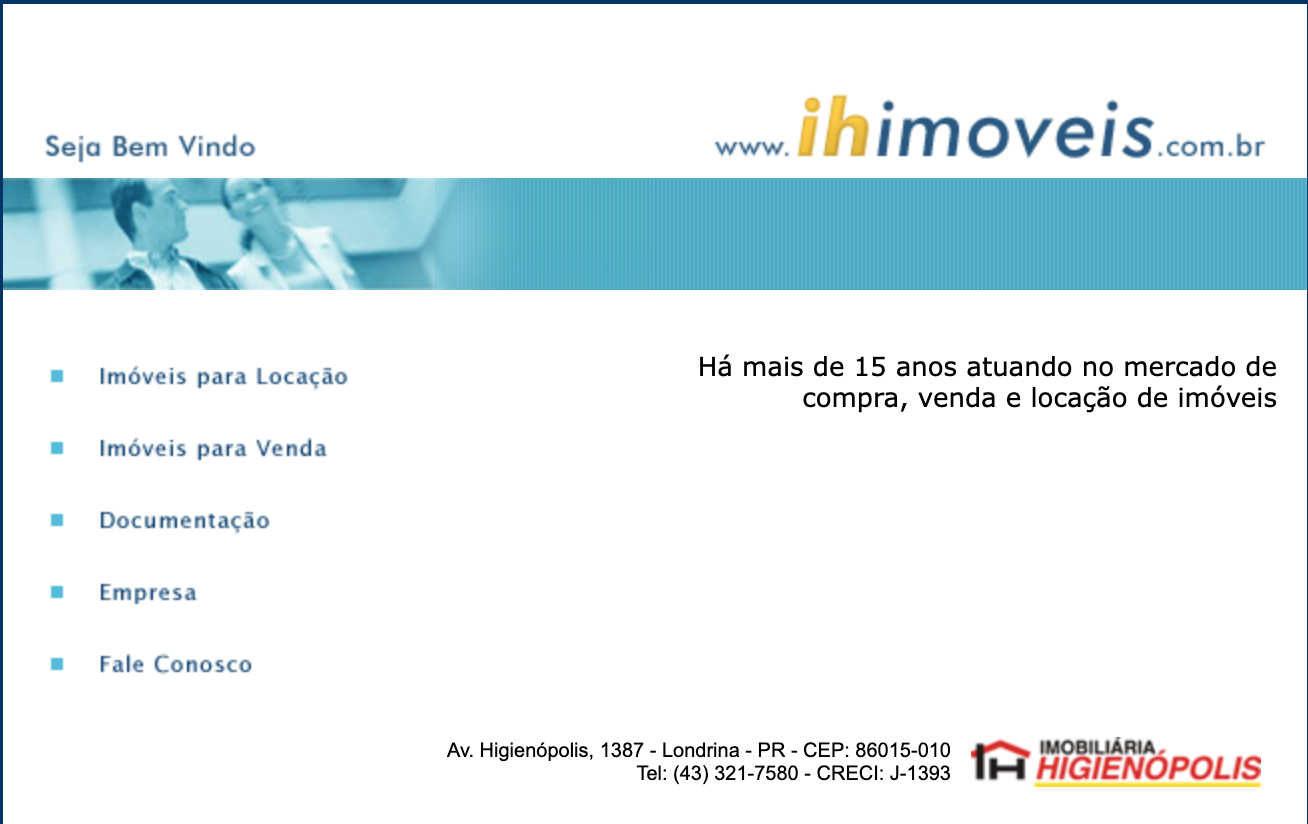 Seja Bem Vindo
www.ihimoveis.com.br
Imóveis para Locação
Imóveis para Venda
Documentação
Empresa
Fale Conosco
Há mais de 15 anos atuando no mercado de
compra, venda e locação de imóveis
Av. Higienópolis, 1387 - Londrina - PR - CEP: 86015-010
Tel: (43) 321-7580 - CRECI: J-1393
IH
IMOBILIÁRIA
HIGIENÓPOLIS